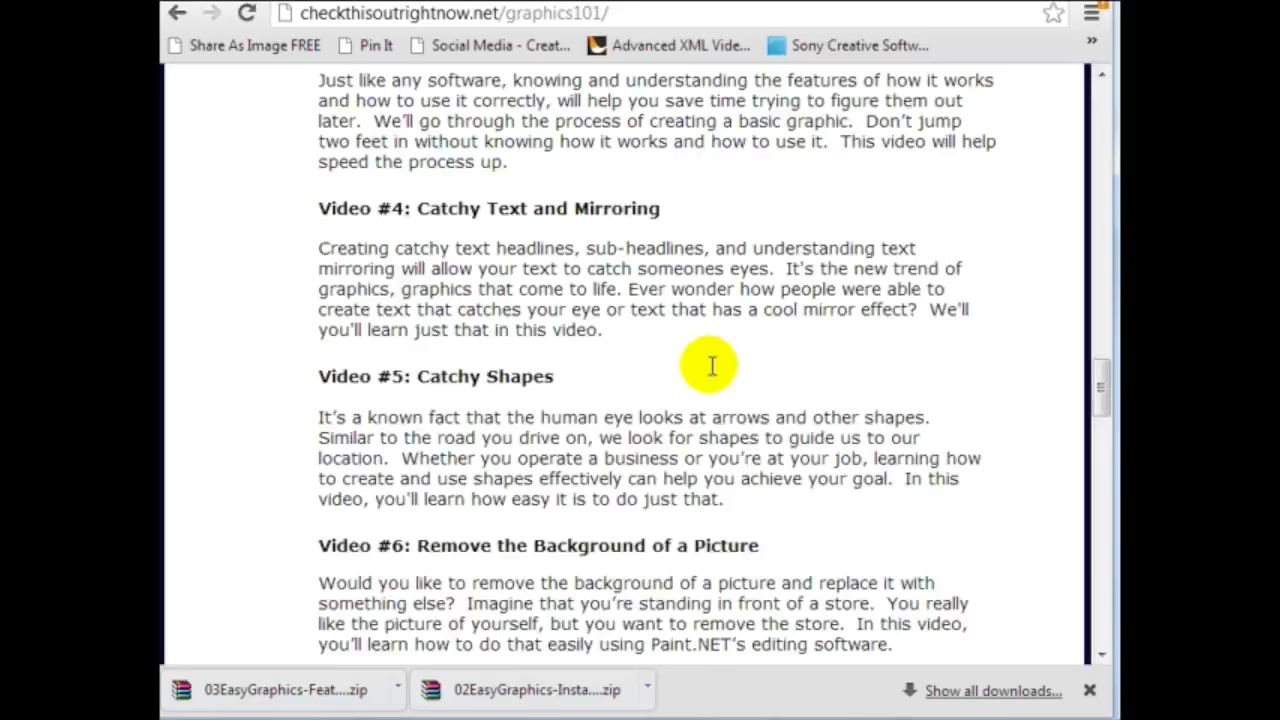 checkthisoutrightnow.net/graphics101/
Share As Image FREE Pin It Social Media - Creat... Advanced XML Vide... Sony Creative Softw... »
Just like any software, knowing and understanding the features of how it works
and how to use it correctly, will help you save time trying to figure them out
later. We'll go through the process of creating a basic graphic. Don't jump
two feet in without knowing how it works and how to use it. This video will help
speed the process up.
Video #4: Catchy Text and Mirroring
Creating catchy text headlines, sub-headlines, and understanding text
mirroring will allow your text to catch someones eyes. It's the new trend of
graphics, graphics that come to life. Ever wonder how people were able to
create text that catches your eye or text that has a cool mirror effect? We'll
you'll learn just that in this video.
Video #5: Catchy Shapes
It's a known fact that the human eye looks at arrows and other shapes.
Similar to the road you drive on, we look for shapes to guide us to our
location. Whether you operate a business or you're at your job, learning how
to create and use shapes effectively can help you achieve your goal. In this
video, you'll learn how easy it is to do just that.
Video #6: Remove the Background of a Picture
Would you like to remove the background of a picture and replace it with
something else? Imagine that you're standing in front of a store. You really
like the picture of yourself, but you want to remove the store. In this video,
you'll learn how to do that easily using Paint.NET's editing software.
03EasyGraphics-Feat....zip 02EasyGraphics-Insta....zip Show all downloads...